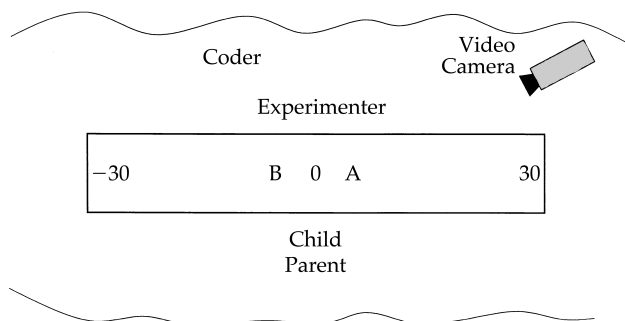 Coder
Video
Camera
Experimenter
−30 B 0 A 30
Child
Parent